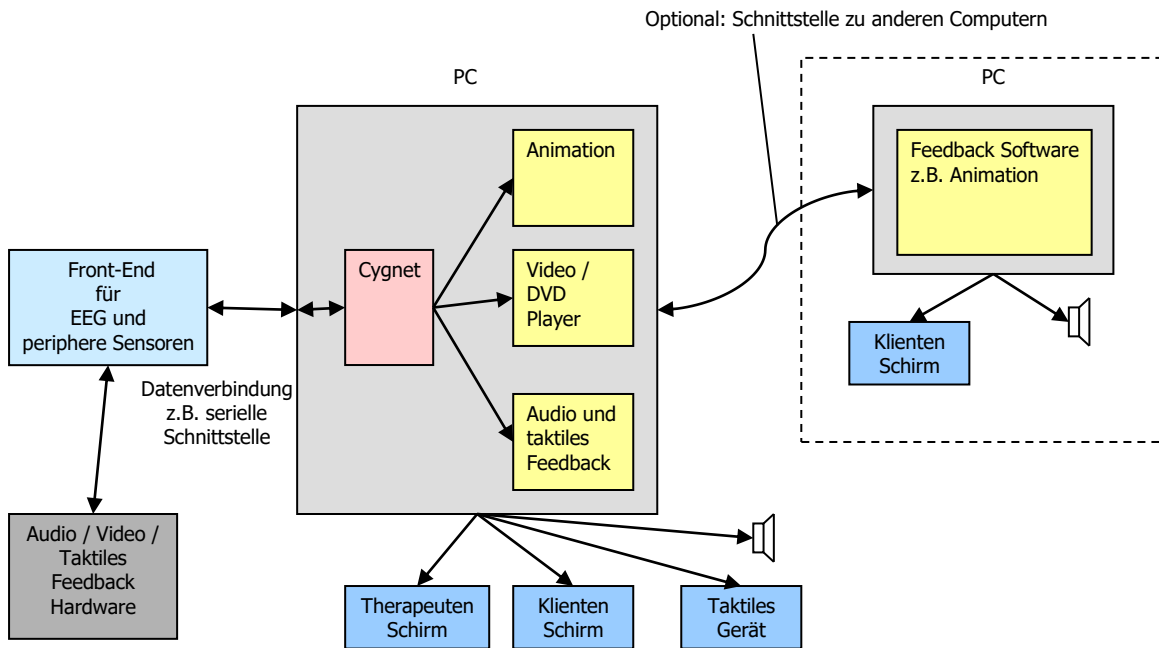 Optional: Schnittstelle zu anderen Computern
PC
PC
Animation
Feedback Software
z.B. Animation
Front-End
für
EEG und
periphere Sensoren
Cygnet
Video /
DVD
Player
Klienten
Schirm
Datenverbindung
z.B. serielle
Schnittstelle
Audio und
taktiles
Feedback
Audio / Video /
Taktiles
Feedback
Hardware
Therapeuten
Schirm
Klienten
Schirm
Taktiles
Gerät